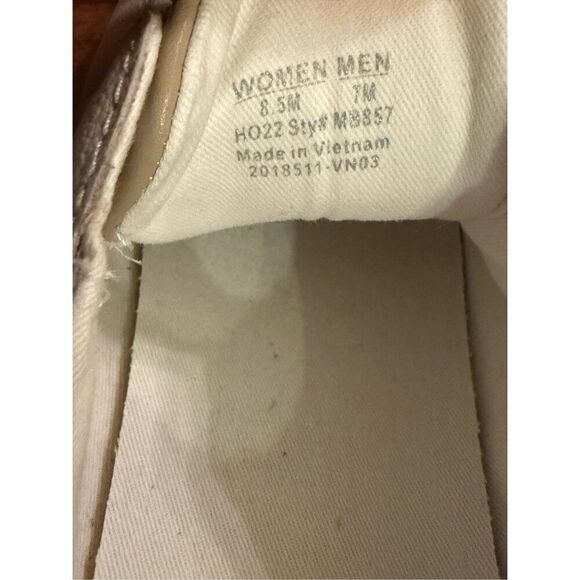 WOMEN MEN
8.5M 7M
HO22 Sty# MB857
Made in Vietnam
2018511-VN03